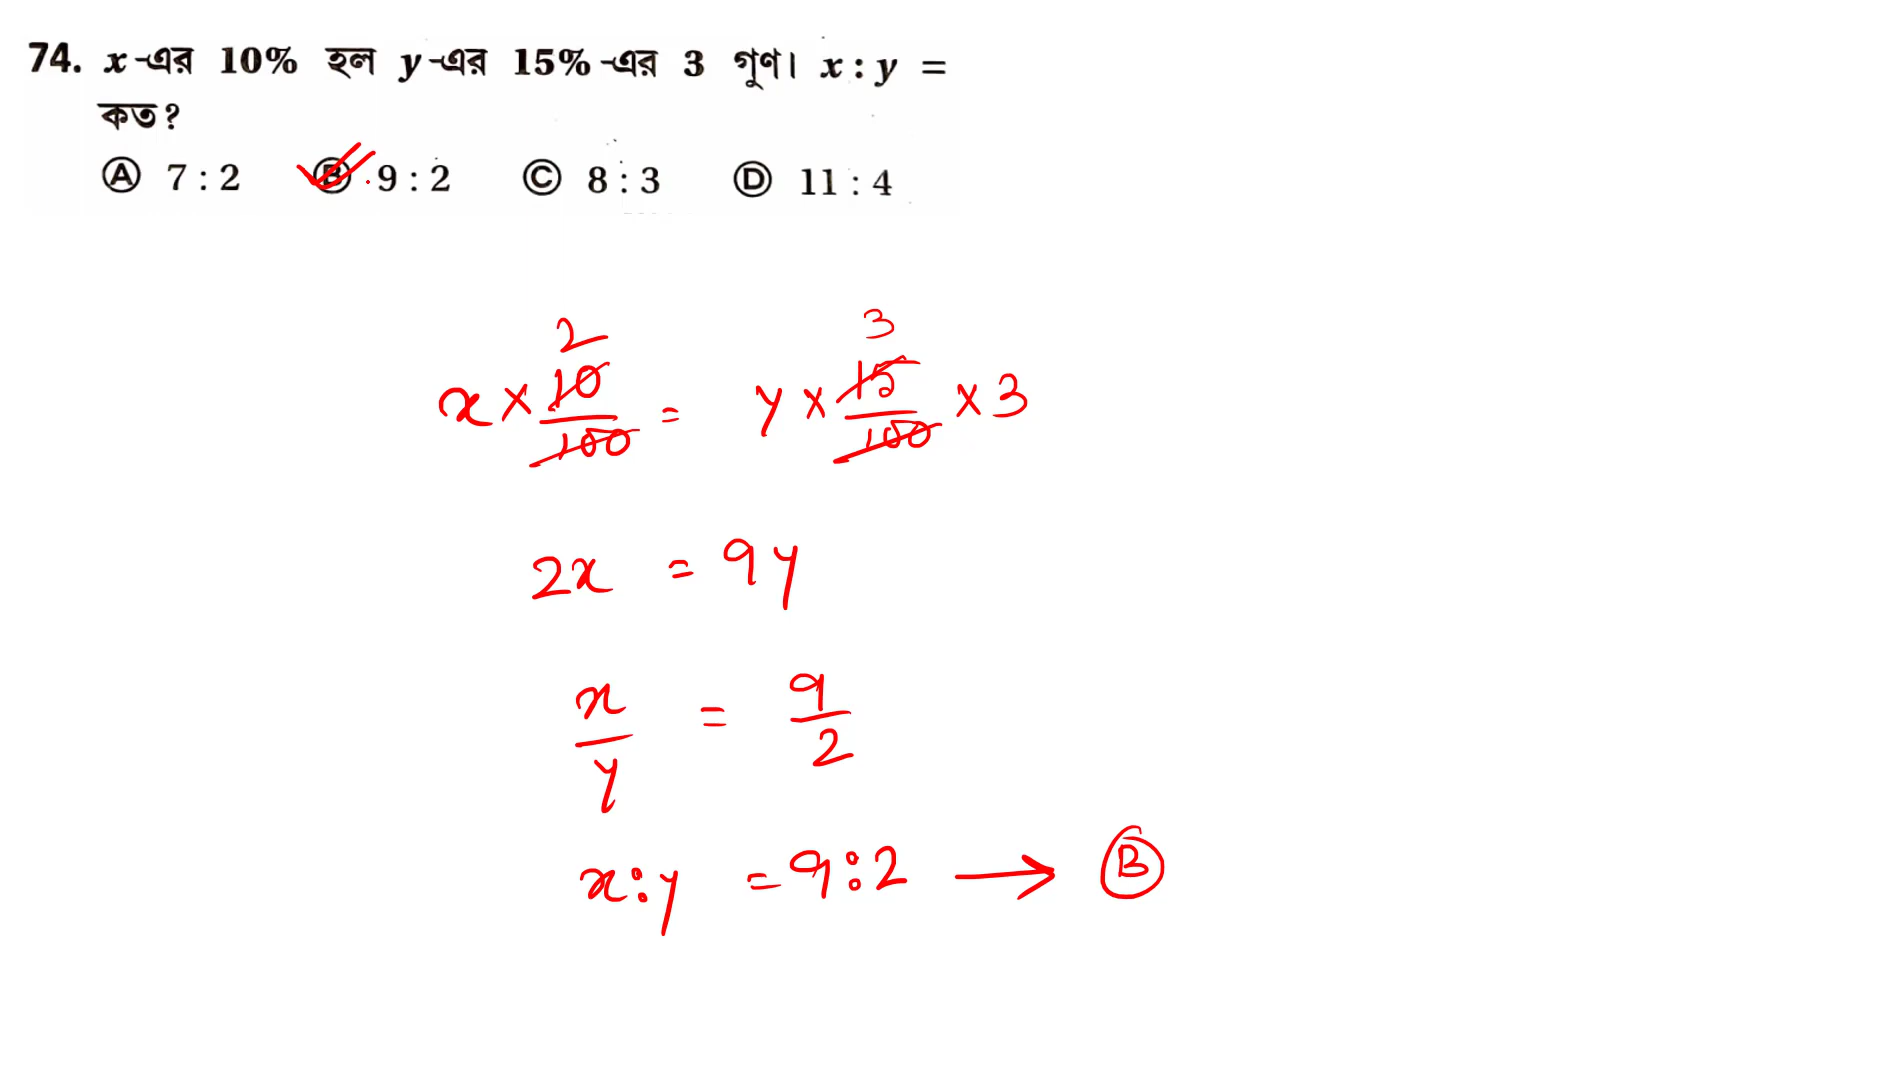 74. x-এর 10% হল y-এর 15%-এর 3 গুণ। x : y =
কত?
Ⓐ 7 : 2 Ⓑ 9 : 2 Ⓒ 8 : 3 Ⓓ 11 : 4
2 3
x × 10/100 = y × 15/100 × 3
2x = 9y
x/y = 9/2
x : y = 9 : 2 → Ⓑ